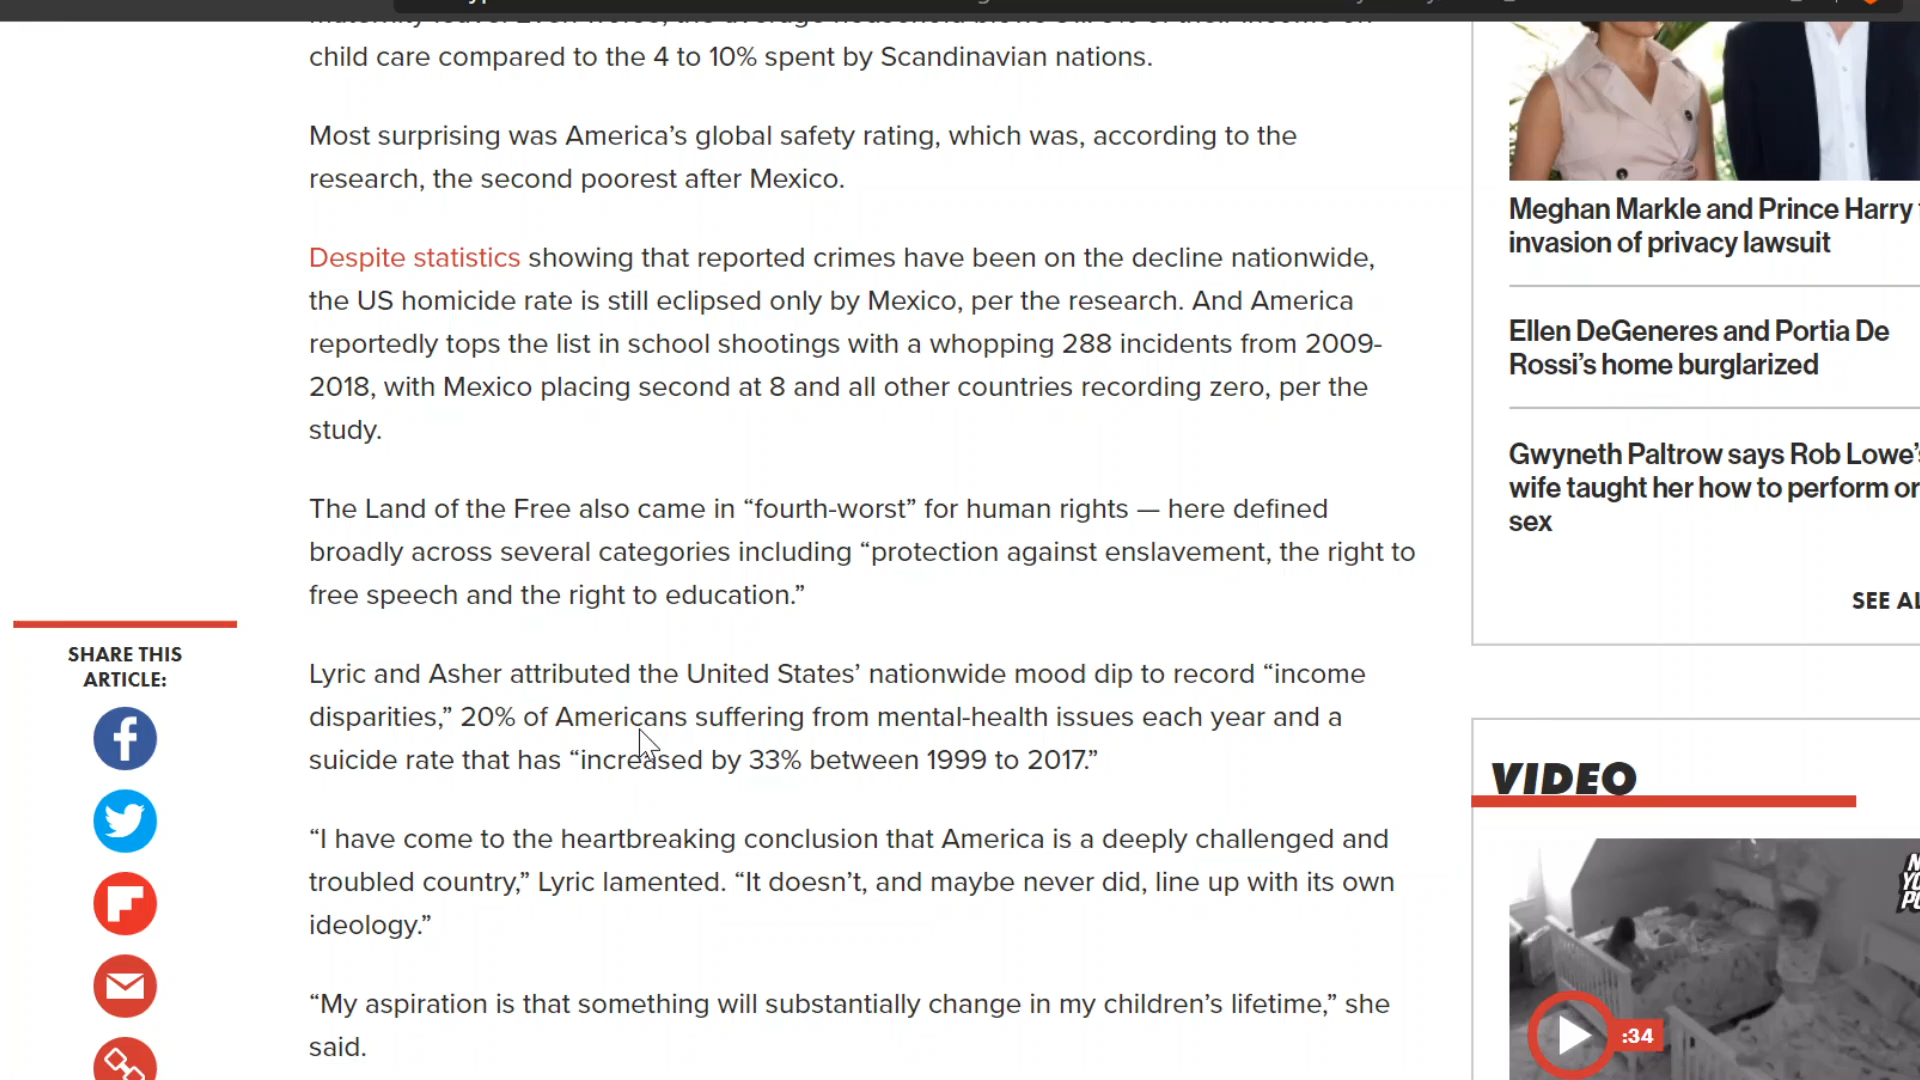 child care compared to the 4 to 10% spent by Scandinavian nations.
Most surprising was America’s global safety rating, which was, according to the
research, the second poorest after Mexico.
Despite statistics showing that reported crimes have been on the decline nationwide,
the US homicide rate is still eclipsed only by Mexico, per the research. And America
reportedly tops the list in school shootings with a whopping 288 incidents from 2009-
2018, with Mexico placing second at 8 and all other countries recording zero, per the
study.
The Land of the Free also came in “fourth-worst” for human rights — here defined
broadly across several categories including “protection against enslavement, the right to
free speech and the right to education.”
Lyric and Asher attributed the United States’ nationwide mood dip to record “income
disparities,” 20% of Americans suffering from mental-health issues each year and a
suicide rate that has “increased by 33% between 1999 to 2017.”
“I have come to the heartbreaking conclusion that America is a deeply challenged and
troubled country,” Lyric lamented. “It doesn’t, and maybe never did, line up with its own
ideology.”
“My aspiration is that something will substantially change in my children’s lifetime,” she
said.
SHARE THIS
ARTICLE:
Meghan Markle and Prince Harry
invasion of privacy lawsuit
Ellen DeGeneres and Portia De
Rossi’s home burglarized
Gwyneth Paltrow says Rob Lowe’s
wife taught her how to perform or
sex
SEE AL
VIDEO
:34